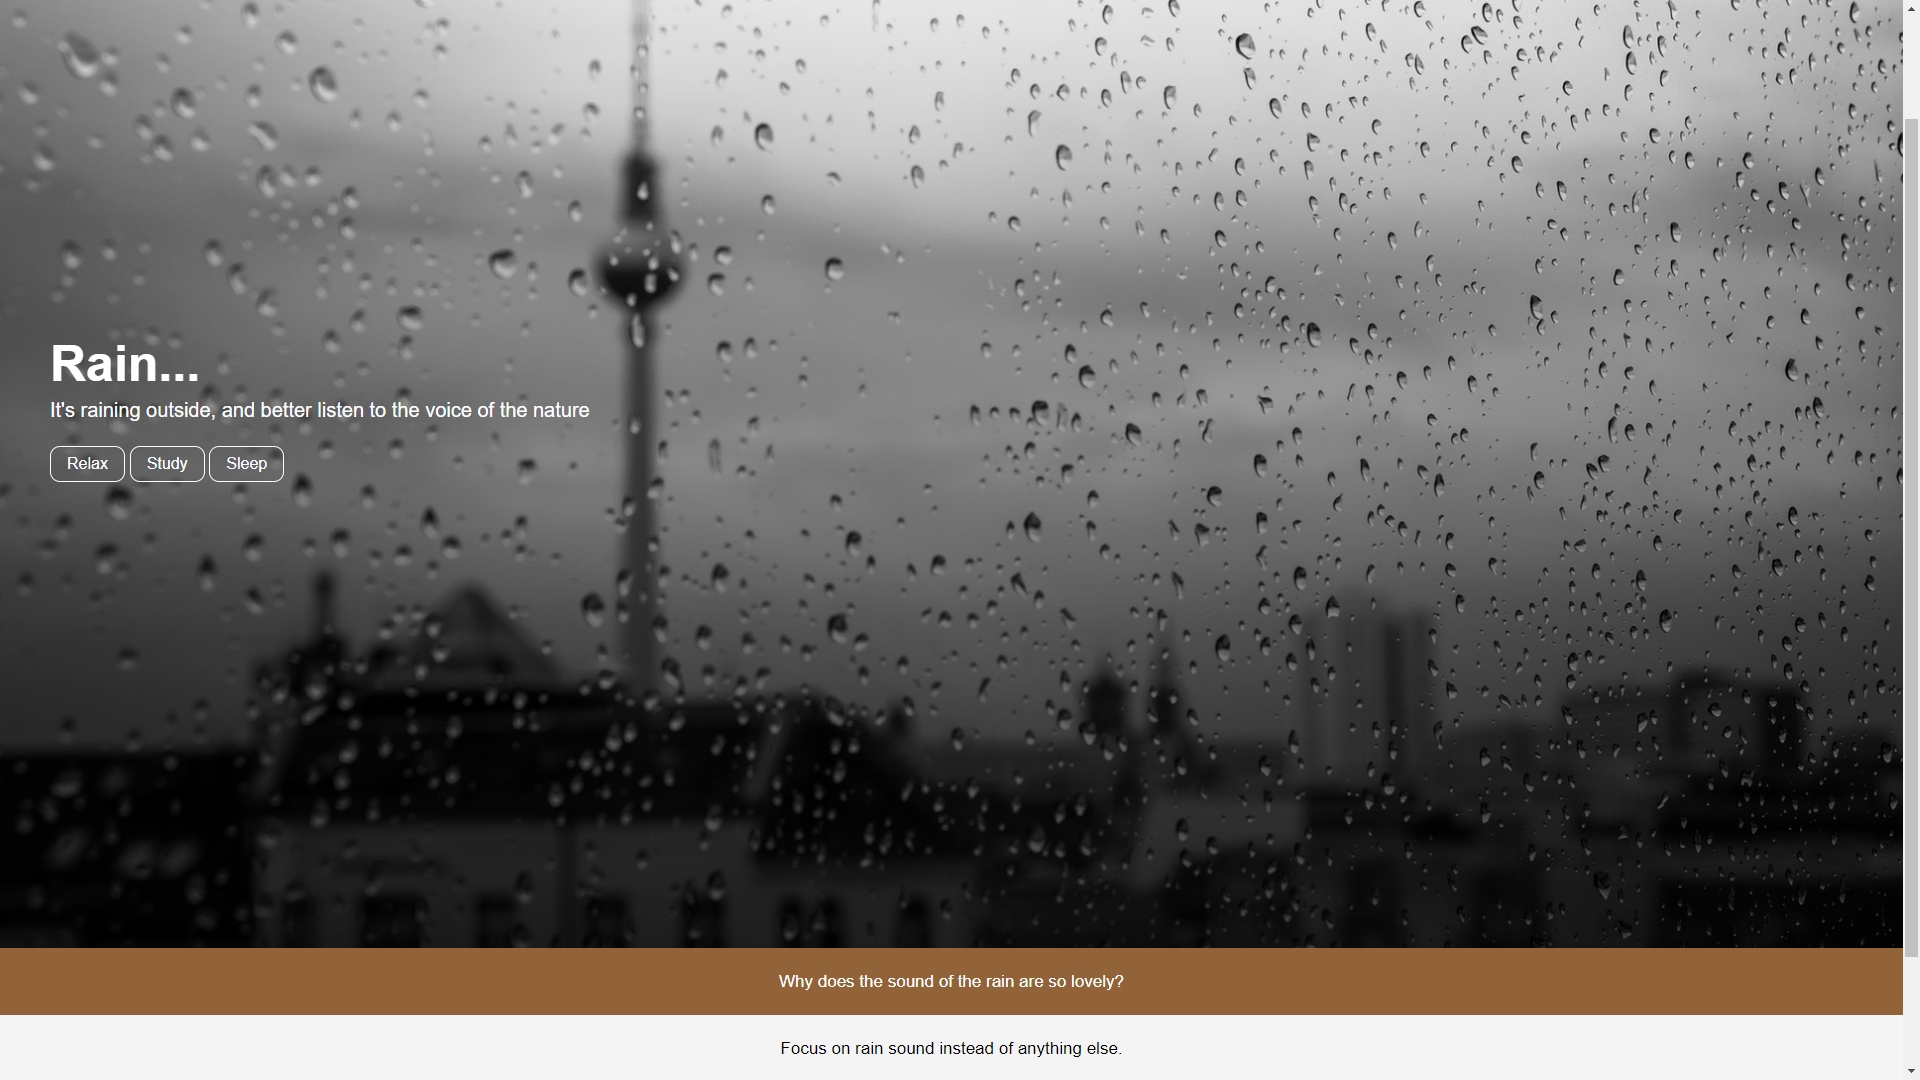 Rain...
It's raining outside, and better listen to the voice of the nature
Relax Study Sleep
Why does the sound of the rain are so lovely?
Focus on rain sound instead of anything else.